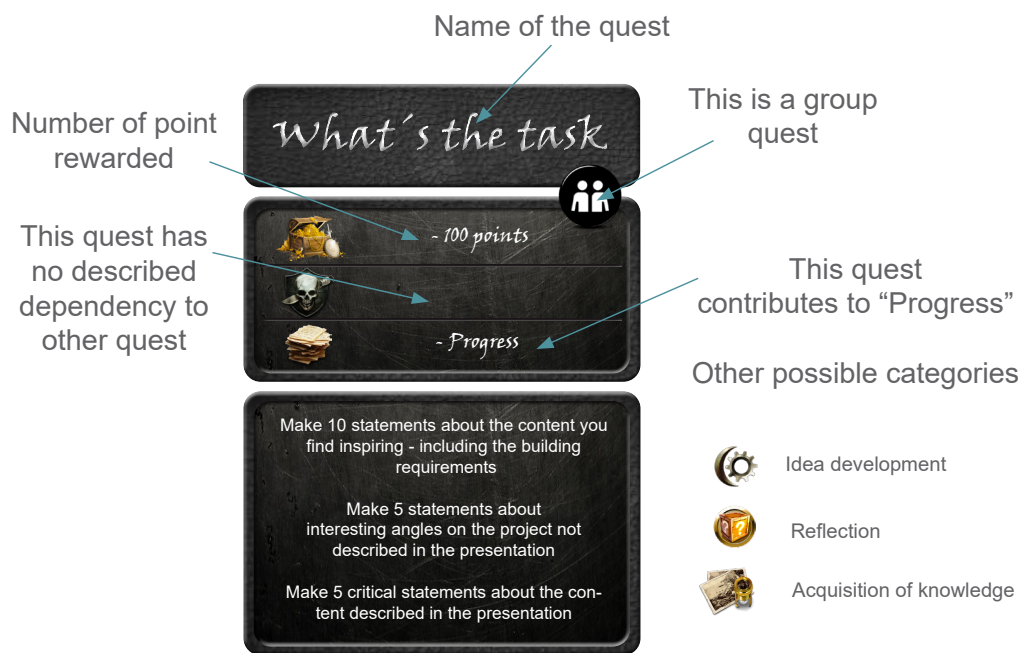 Name of the quest
What´s the task
This is a group
quest
Number of point
rewarded
- 100 points
This quest has
no described
dependency to
other quest
This quest
contributes to “Progress”
- Progress
Other possible categories
Make 10 statements about the content you
find inspiring - including the building
requirements
Make 5 statements about
interesting angles on the project not
described in the presentation
Make 5 critical statements about the con-
tent described in the presentation
Idea development
Reflection
Acquisition of knowledge